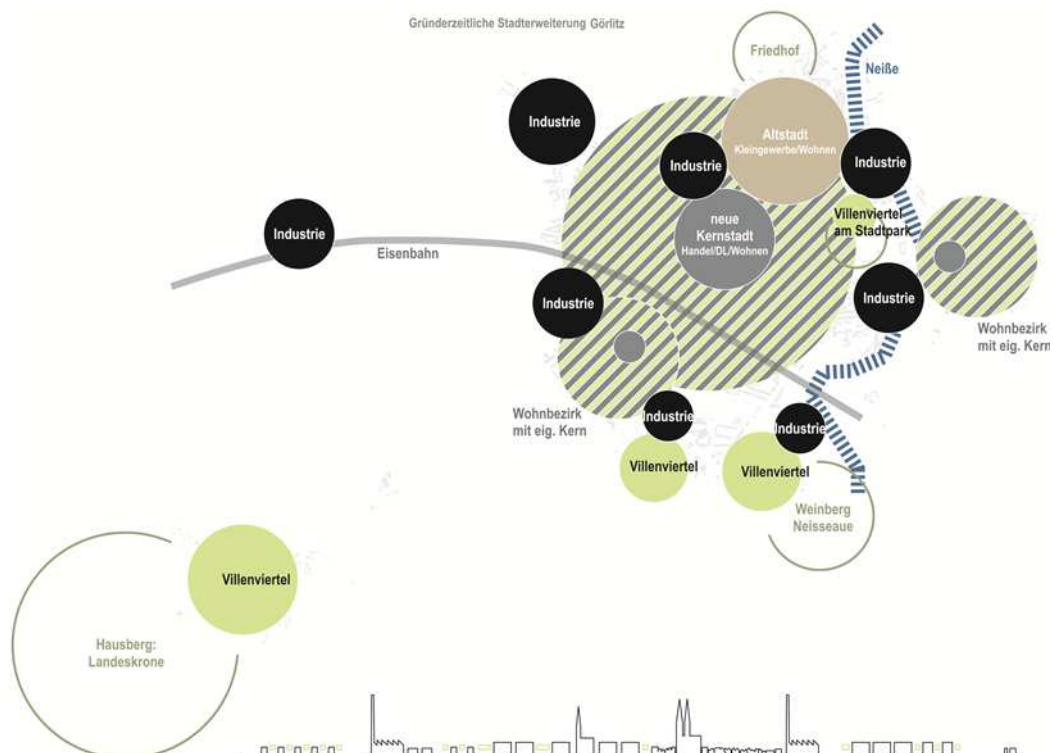 Gründerzeitliche Stadterweiterung Görlitz
Friedhof
Neiße
Industrie
Altstadt
Kleingewerbe/Wohnen
Industrie
Industrie
Villenviertel
am Stadtpark
neue
Kernstadt
Handel/DL/Wohnen
Industrie
Eisenbahn
Industrie
Industrie
Wohnbezirk
mit eig. Kern
Wohnbezirk
mit eig. Kern
Industrie
Industrie
Villenviertel
Villenviertel
Weinberg
Neisseaue
Villenviertel
Hausberg:
Landeskrone